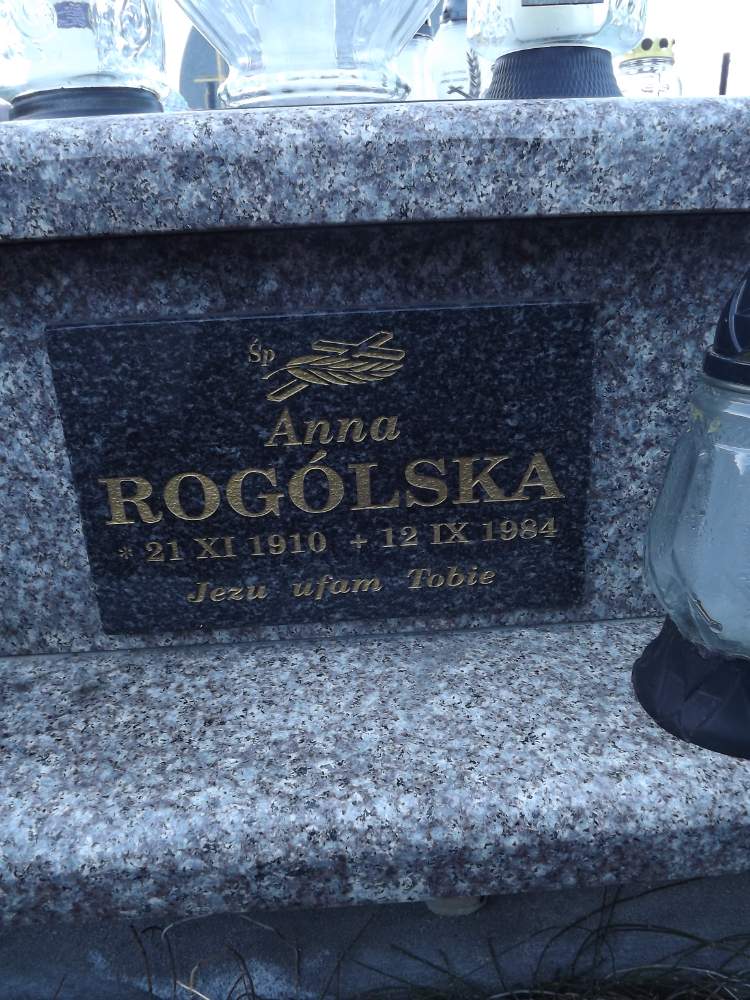 Śp
Anna
ROGÓLSKA
* 21 XI 1910 + 12 IX 1984
Jezu ufam Tobie